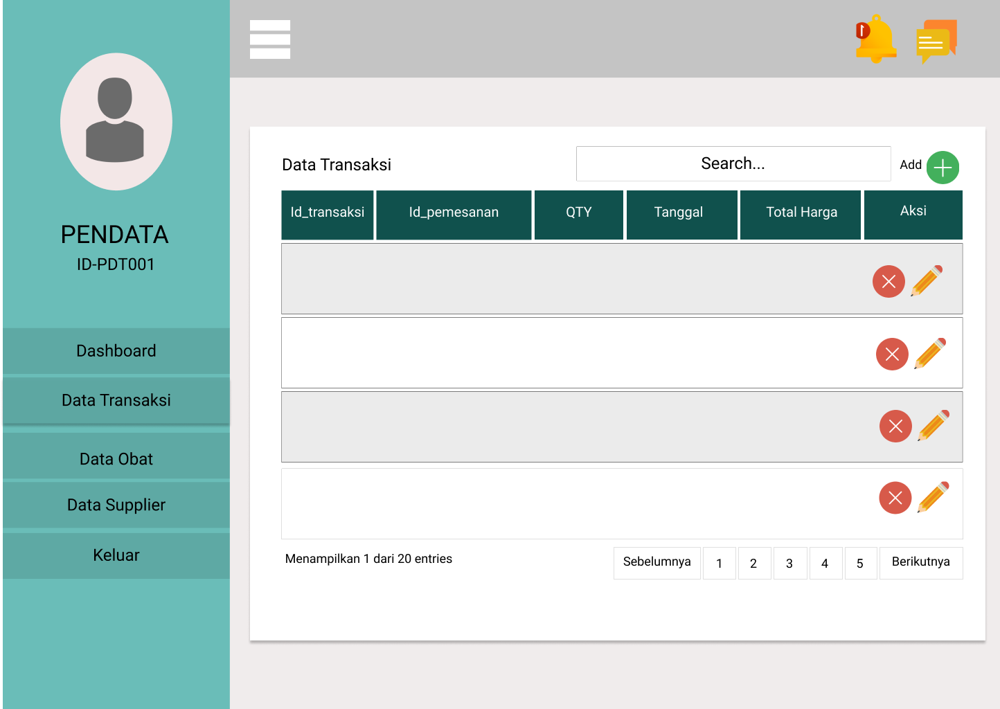 1
PENDATA
ID-PDT001
Dashboard
Data Transaksi
Data Obat
Data Supplier
Keluar
Data Transaksi
Search...
Add
Id_transaksi Id_pemesanan QTY Tanggal Total Harga Aksi
Menampilkan 1 dari 20 entries
Sebelumnya 1 2 3 4 5 Berikutnya